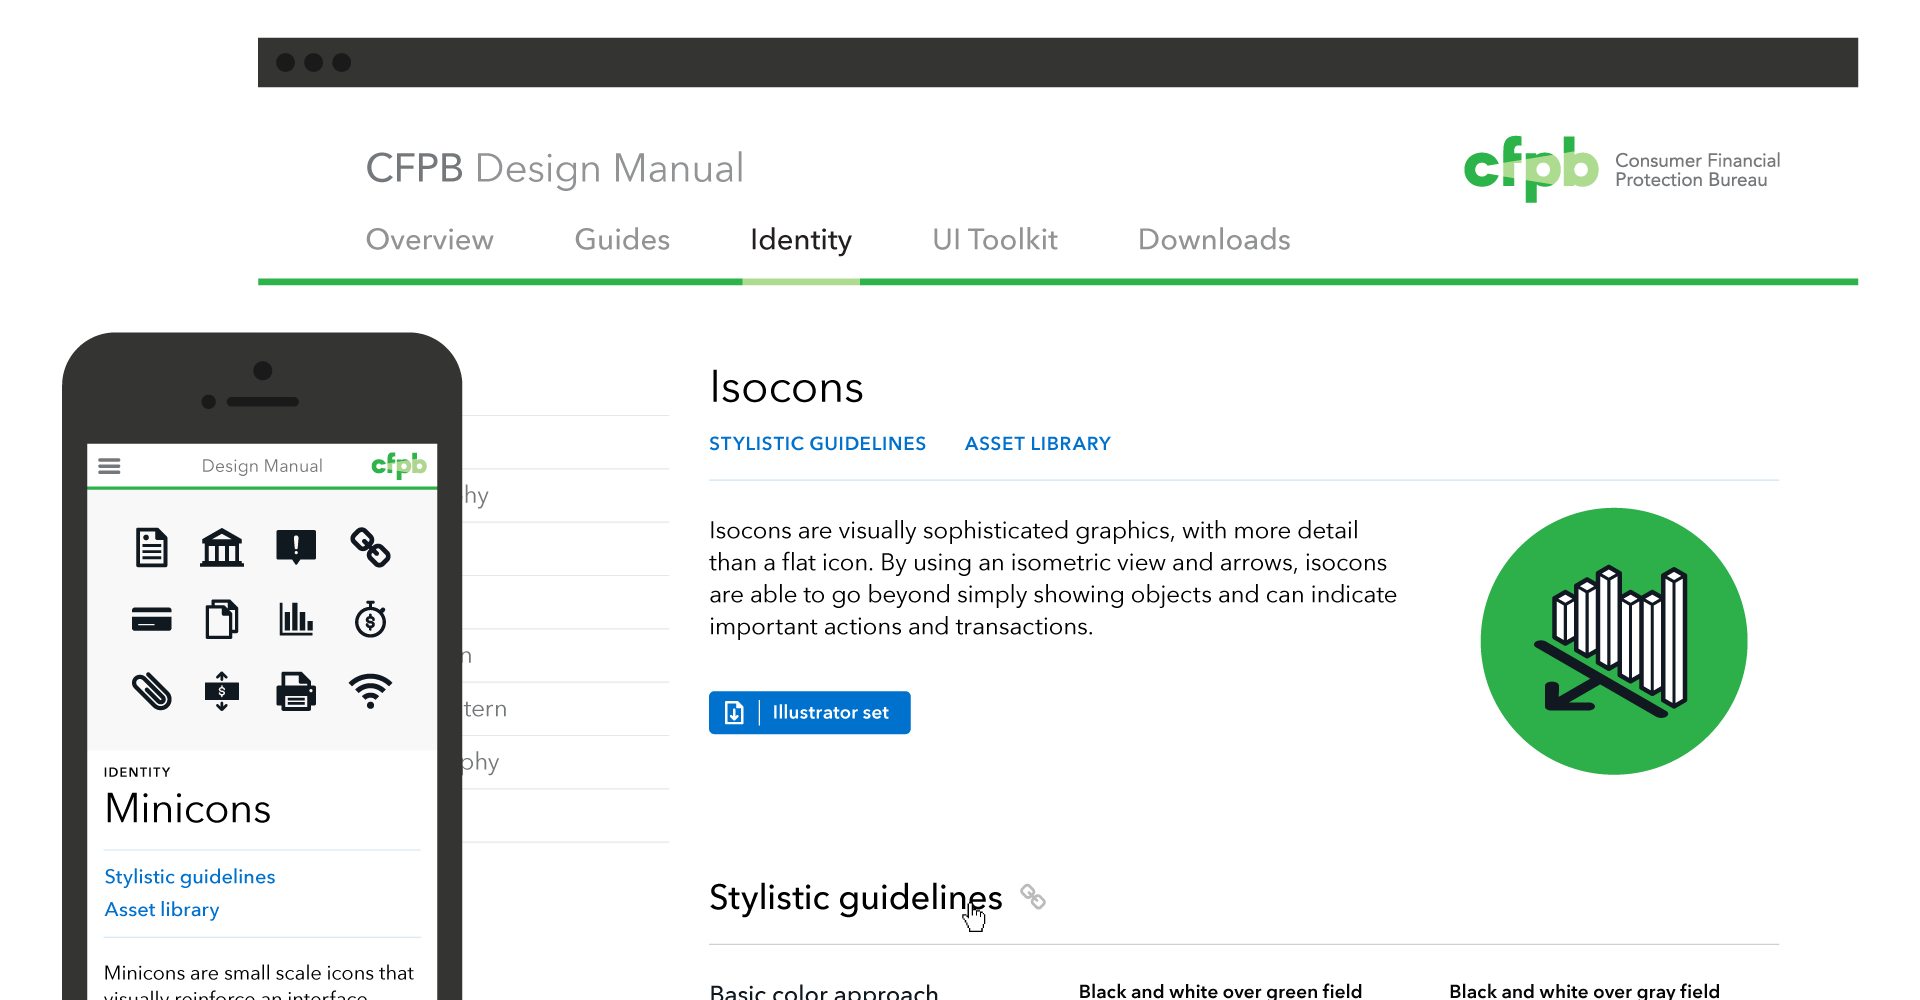 CFPB Design Manual
cfpb
Consumer Financial
Protection Bureau
Overview
Guides
Identity
UI Toolkit
Downloads
Isocons
STYLISTIC GUIDELINES
ASSET LIBRARY
Isocons are visually sophisticated graphics, with more detail
than a flat icon. By using an isometric view and arrows, isocons
are able to go beyond simply showing objects and can indicate
important actions and transactions.
Illustrator set
Stylistic guidelines
Basic color approach
Black and white over green field
Black and white over gray field
hy
n
tern
phy
Design Manual
cfpb
$
$
IDENTITY
Minicons
Stylistic guidelines
Asset library
Minicons are small scale icons that
visually reinforce an interface